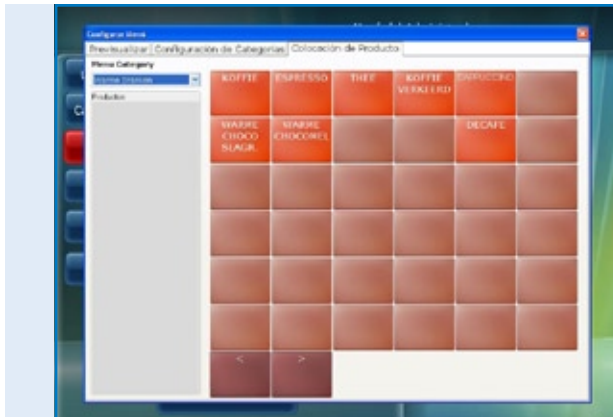 Configurar Menú
Previsualizar
Configuración de Categorías
Colocación de Producto
Menu Category
Productos
KOFFIE
ESPRESSO
THEE
KOFFIE
VERKEERD
CAPPUCCINO
WARME
CHOCO
SLAGR.
WARME
CHOCOMEL
DECAFE
<
>